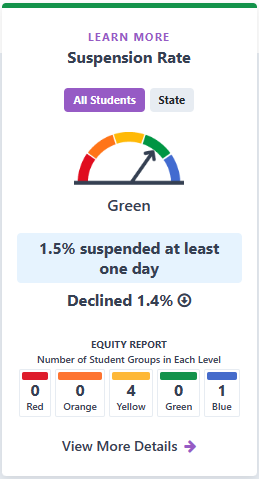 LEARN MORE
Suspension Rate
All Students State
Green
1.5% suspended at least
one day
Declined 1.4%
EQUITY REPORT
Number of Student Groups in Each Level
0 0 4 0 1
Red Orange Yellow Green Blue
View More Details